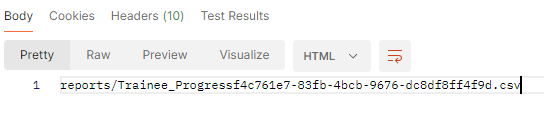 Body Cookies Headers (10) Test Results
Pretty Raw Preview Visualize HTML
1 reports/Trainee_Progressf4c761e7-83fb-4bcb-9676-dc8df8ff4f9d.csv